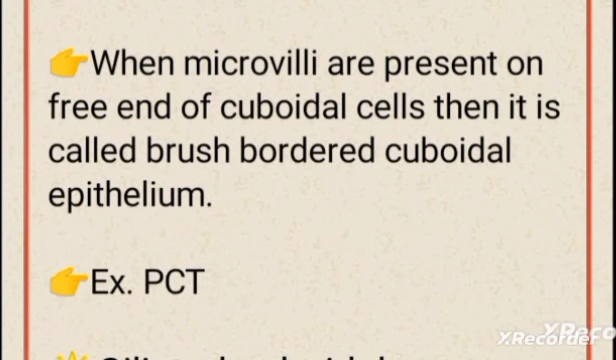 👉When microvilli are present on
free end of cuboidal cells then it is
called brush bordered cuboidal
epithelium.
👉Ex. PCT
XRecorder